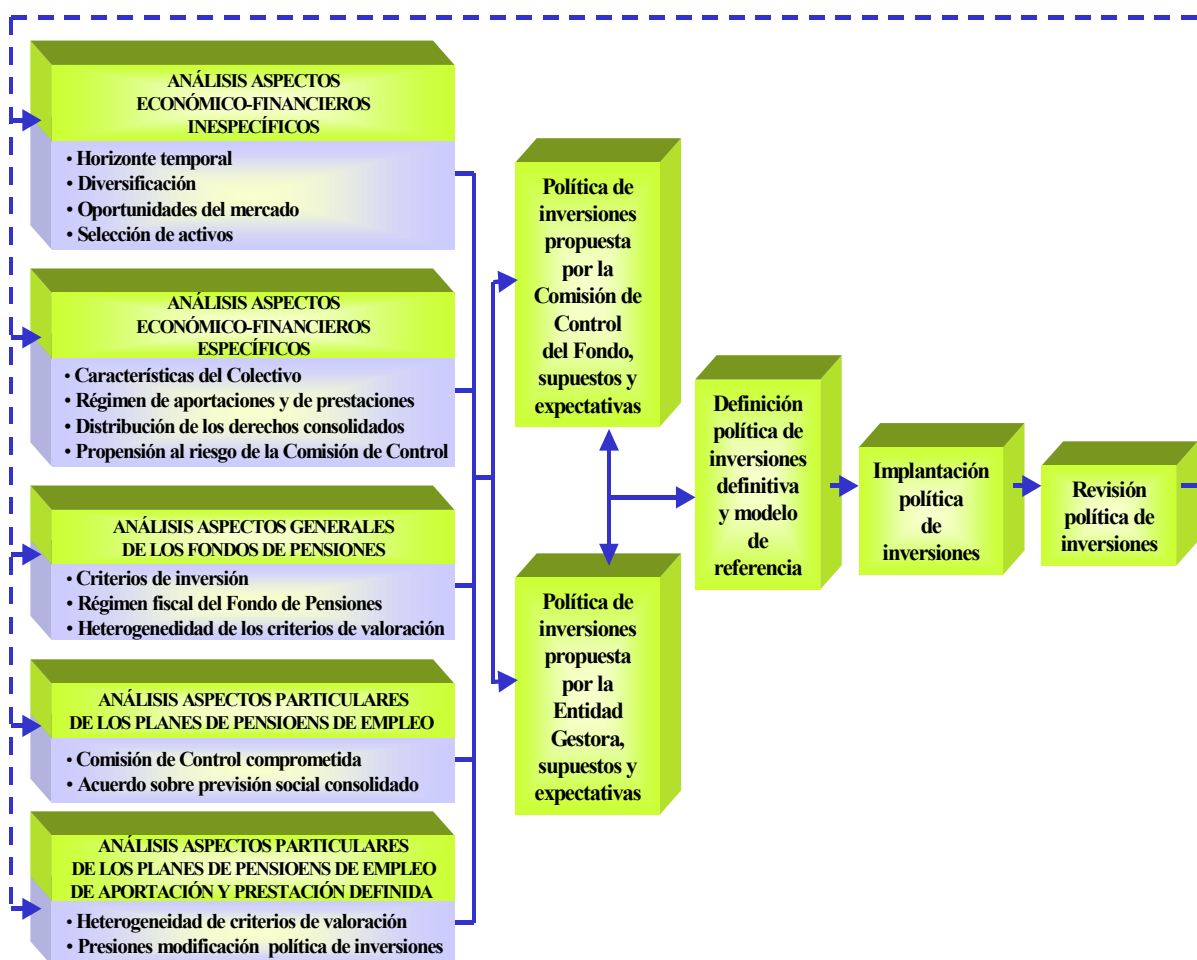 ANÁLISIS ASPECTOS
ECONÓMICO-FINANCIEROS
INESPECÍFICOS
• Horizonte temporal
• Diversificación
• Oportunidades del mercado
• Selección de activos
ANÁLISIS ASPECTOS
ECONÓMICO-FINANCIEROS
ESPECÍFICOS
• Características del Colectivo
• Régimen de aportaciones y de prestaciones
• Distribución de los derechos consolidados
• Propensión al riesgo de la Comisión de Control
ANÁLISIS ASPECTOS GENERALES
DE LOS FONDOS DE PENSIONES
• Criterios de inversión
• Régimen fiscal del Fondo de Pensiones
• Heterogenedidad de los criterios de valoración
ANÁLISIS ASPECTOS PARTICULARES
DE LOS PLANES DE PENSIOENS DE EMPLEO
• Comisión de Control comprometida
• Acuerdo sobre previsión social consolidado
ANÁLISIS ASPECTOS PARTICULARES
DE LOS PLANES DE PENSIOENS DE EMPLEO
DE APORTACIÓN Y PRESTACIÓN DEFINIDA
• Heterogeneidad de criterios de valoración
• Presiones modificación política de inversiones
Política de
inversiones
propuesta
por la
Comisión de
Control
del Fondo,
supuestos y
expectativas
Política de
inversiones
propuesta
por la
Entidad
Gestora,
supuestos y
expectativas
Definición
política de
inversiones
definitiva
y modelo
de
referencia
Implantación
política
de
inversiones
Revisión
política de
inversiones